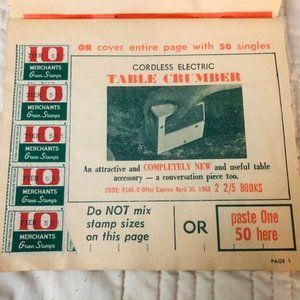 OR cover entire page with 50 singles
CORDLESS ELECTRIC
TABLE CRUMBER
An attractive and COMPLETELY NEW and useful table
accessory — a conversation piece too.
CODE: 9146-0 Offer Expires April 30, 1968 2 2/5 BOOKS
10
MERCHANTS
Green Stamps
10
MERCHANTS
Green Stamps
10
MERCHANTS
Green Stamps
10
MERCHANTS
Green Stamps
10
MERCHANTS
Green Stamps
Do NOT mix
stamp sizes
on this page
OR
paste One
50 here
PAGE 1